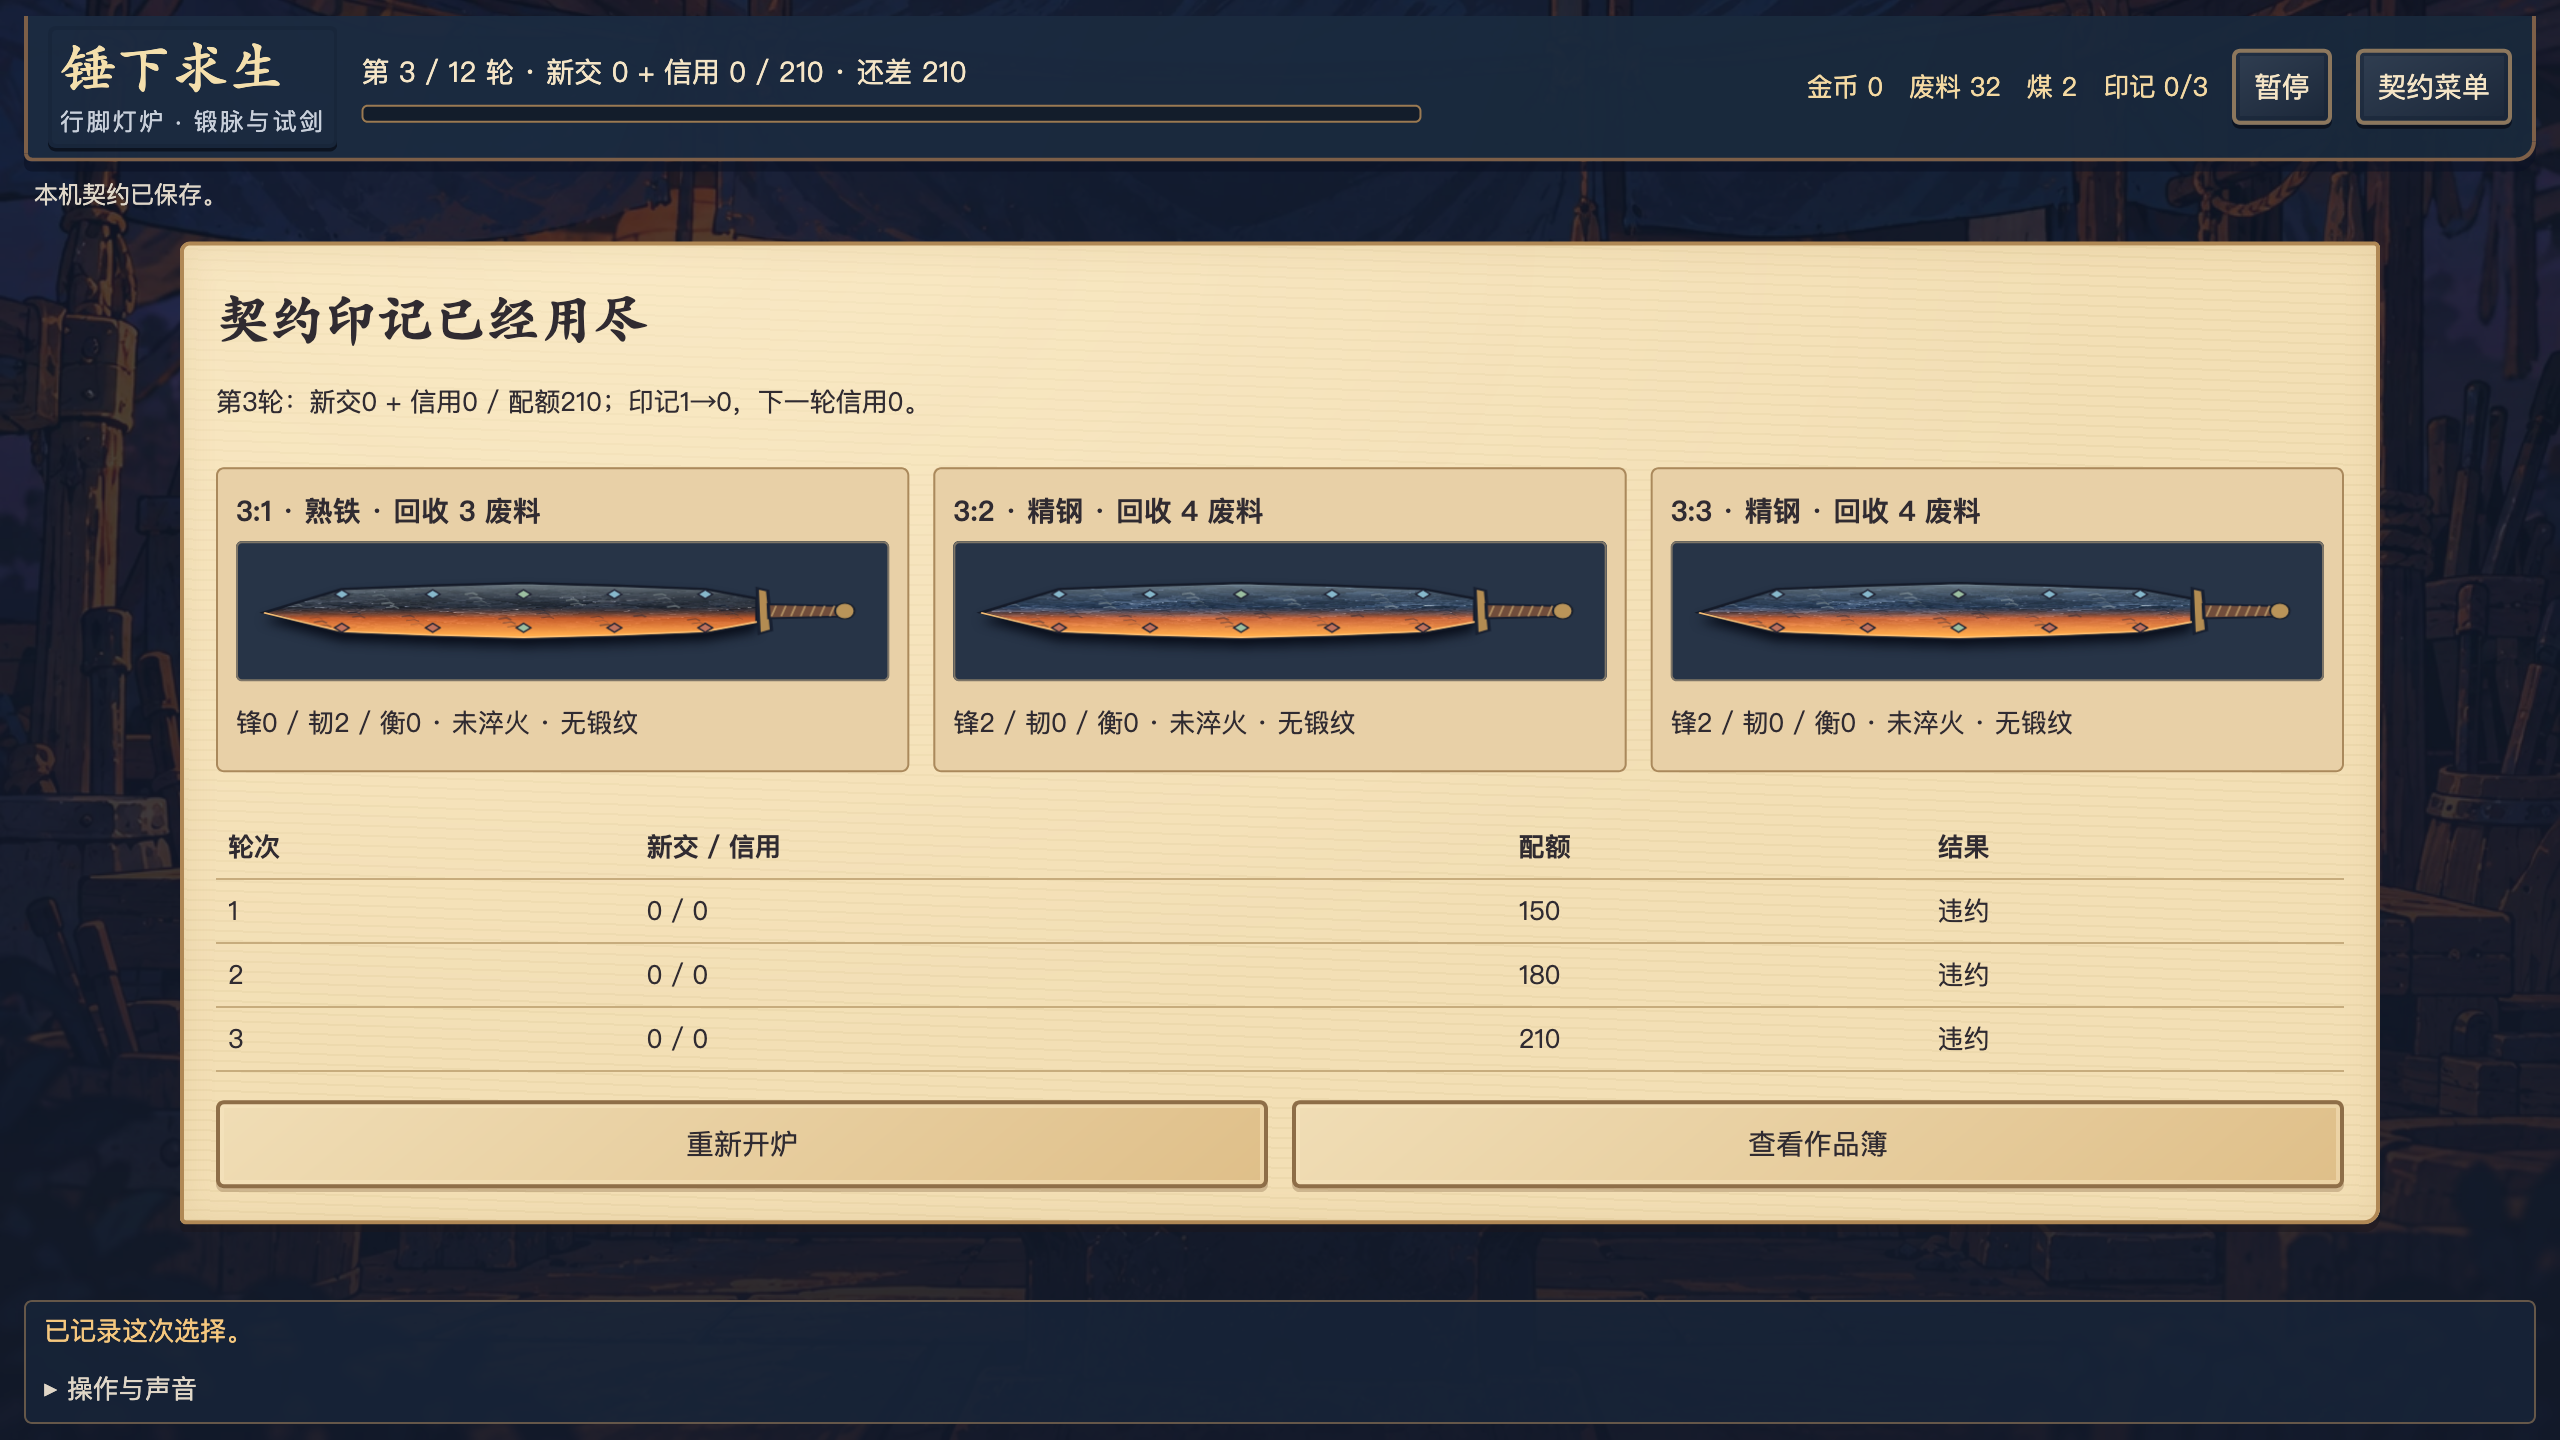 锤下求生
行脚灯炉 · 锻脉与试剑
第 3 / 12 轮 · 新交 0 + 信用 0 / 210 · 还差 210
金币 0 废料 32 煤 2 印记 0/3
暂停
契约菜单
本机契约已保存。
契约印记已经用尽
第3轮：新交0 + 信用0 / 配额210；印记1→0，下一轮信用0。
3:1 · 熟铁 · 回收 3 废料
锋0 / 韧2 / 衡0 · 未淬火 · 无锻纹
3:2 · 精钢 · 回收 4 废料
锋2 / 韧0 / 衡0 · 未淬火 · 无锻纹
3:3 · 精钢 · 回收 4 废料
锋2 / 韧0 / 衡0 · 未淬火 · 无锻纹
轮次 新交 / 信用 配额 结果
1 0 / 0 150 违约
2 0 / 0 180 违约
3 0 / 0 210 违约
重新开炉
查看作品簿
已记录这次选择。
▸ 操作与声音